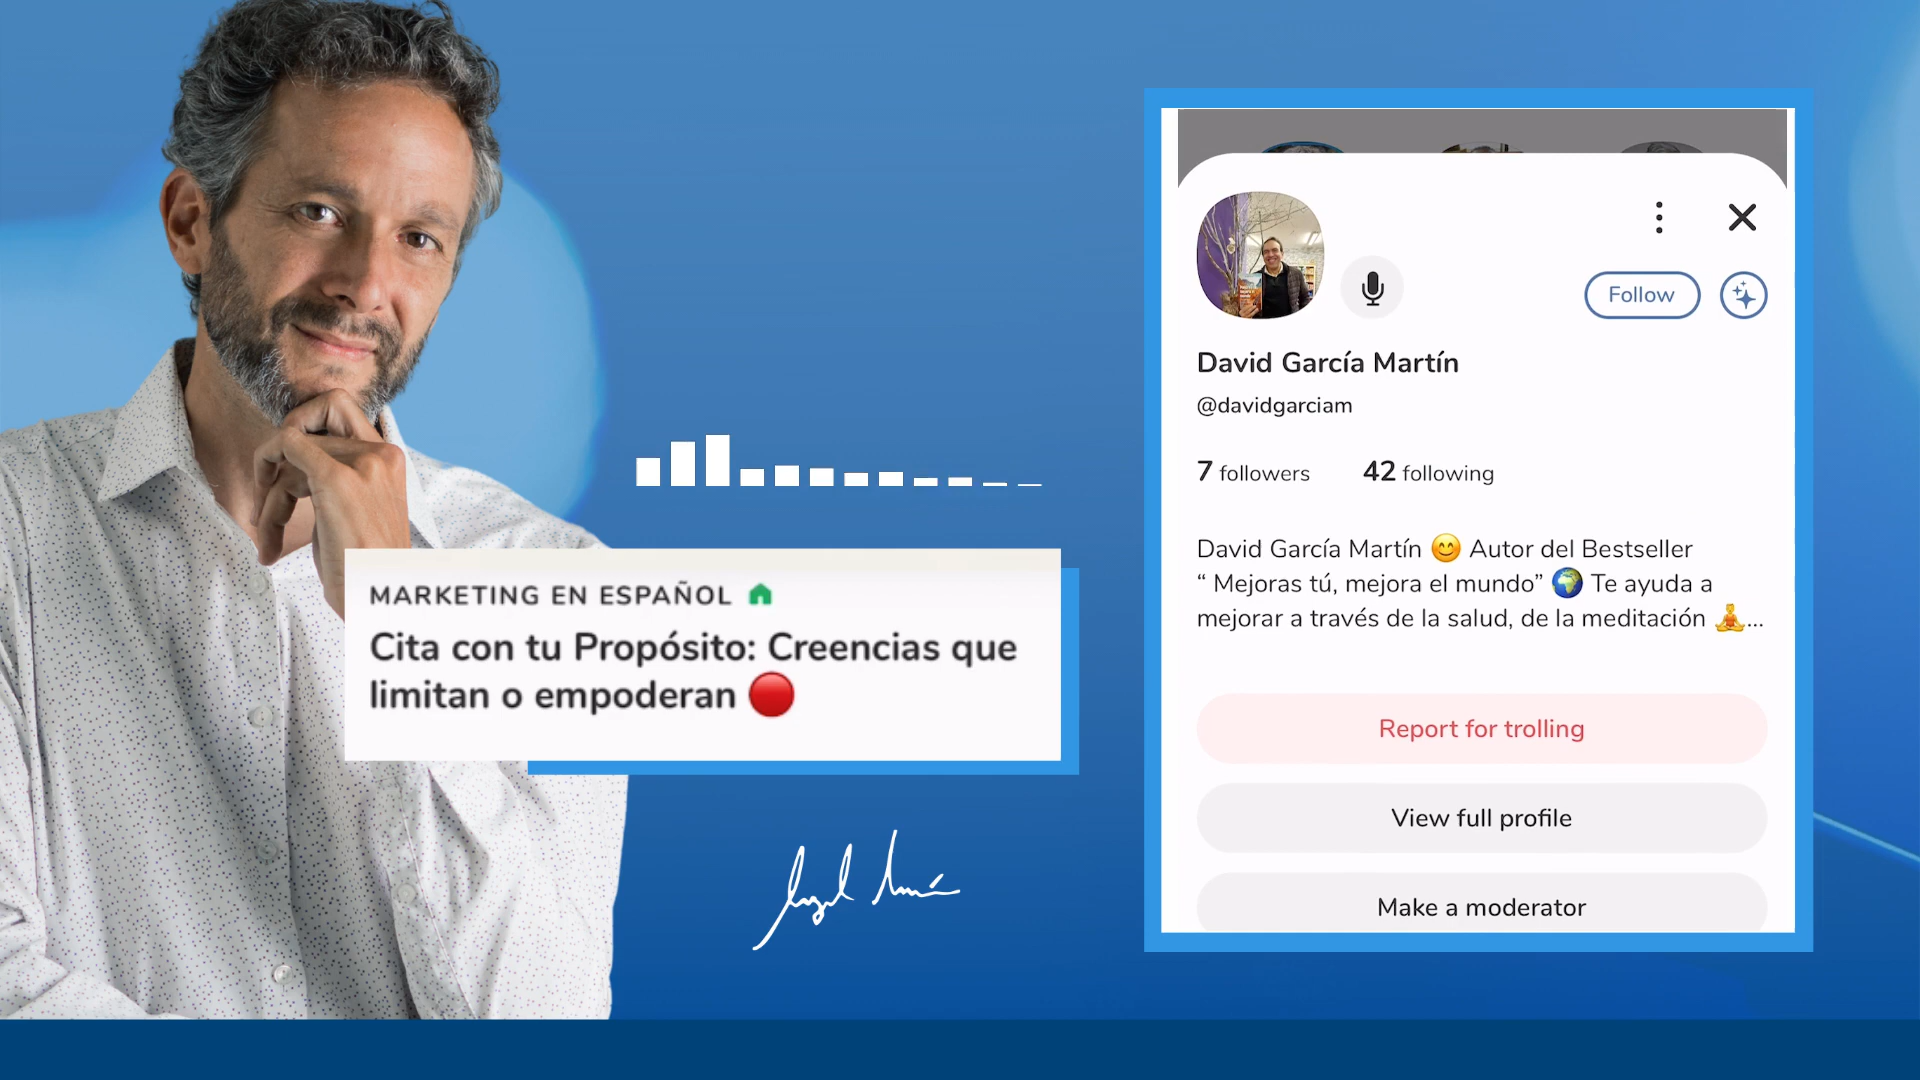 MARKETING EN ESPAÑOL
Cita con tu Propósito: Creencias que
limitan o empoderan 🔴
Follow
David García Martín
@davidgarciam
7 followers 42 following
David García Martín 😊 Autor del Bestseller
“ Mejoras tú, mejora el mundo” 🌍 Te ayuda a
mejorar a través de la salud, de la meditación 🧘...
Report for trolling
View full profile
Make a moderator